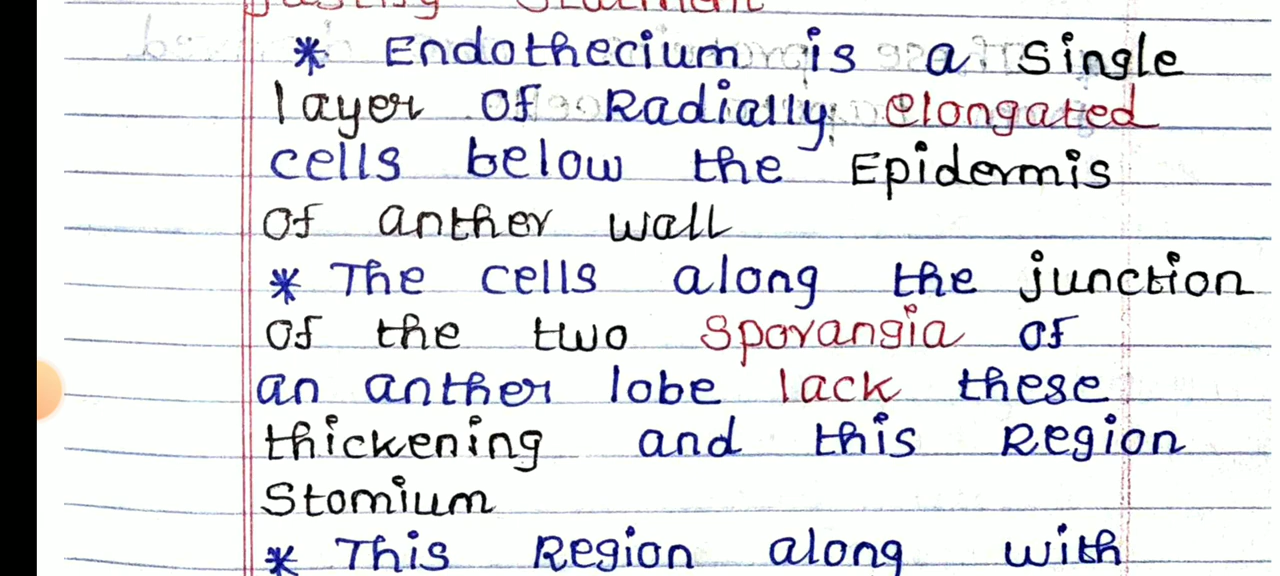 Justify Statement
* Endothecium is a single
layer of Radially elongated
cells below the Epidermis
of anther wall
* The cells along the junction
of the two Sporangia of
an anther lobe lack these
thickening and this Region
Stomium
* This Region along with